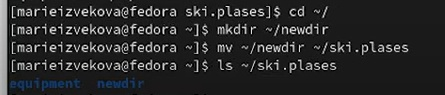 [marieizvekova@fedora ski.plases]$ cd ~/
[marieizvekova@fedora ~]$ mkdir ~/newdir
[marieizvekova@fedora ~]$ mv ~/newdir ~/ski.plases
[marieizvekova@fedora ~]$ ls ~/ski.plases
equipment  newdir